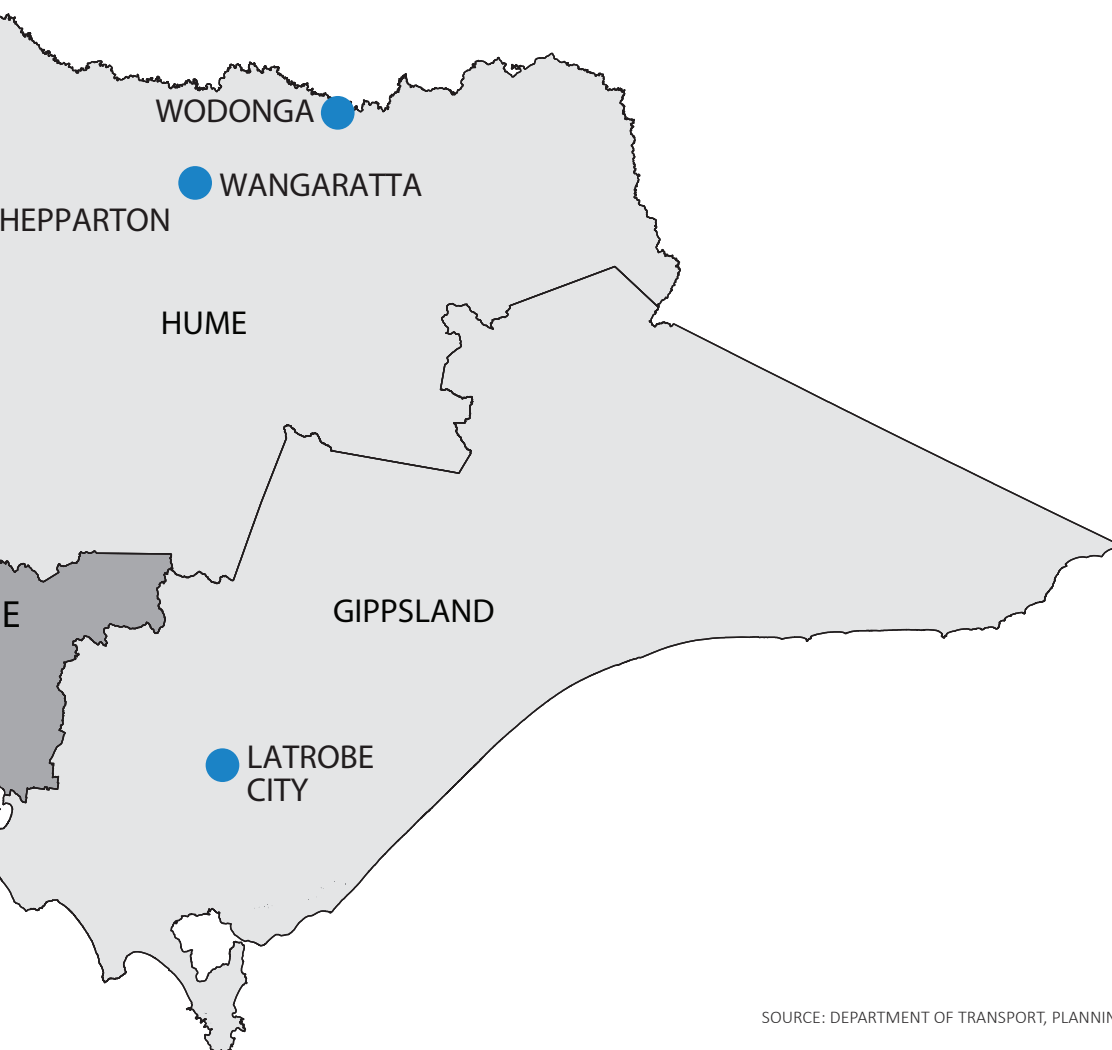 WODONGA
WANGARATTA
HEPPARTON
HUME
E
GIPPSLAND
LATROBE
CITY
SOURCE: DEPARTMENT OF TRANSPORT, PLANNIN